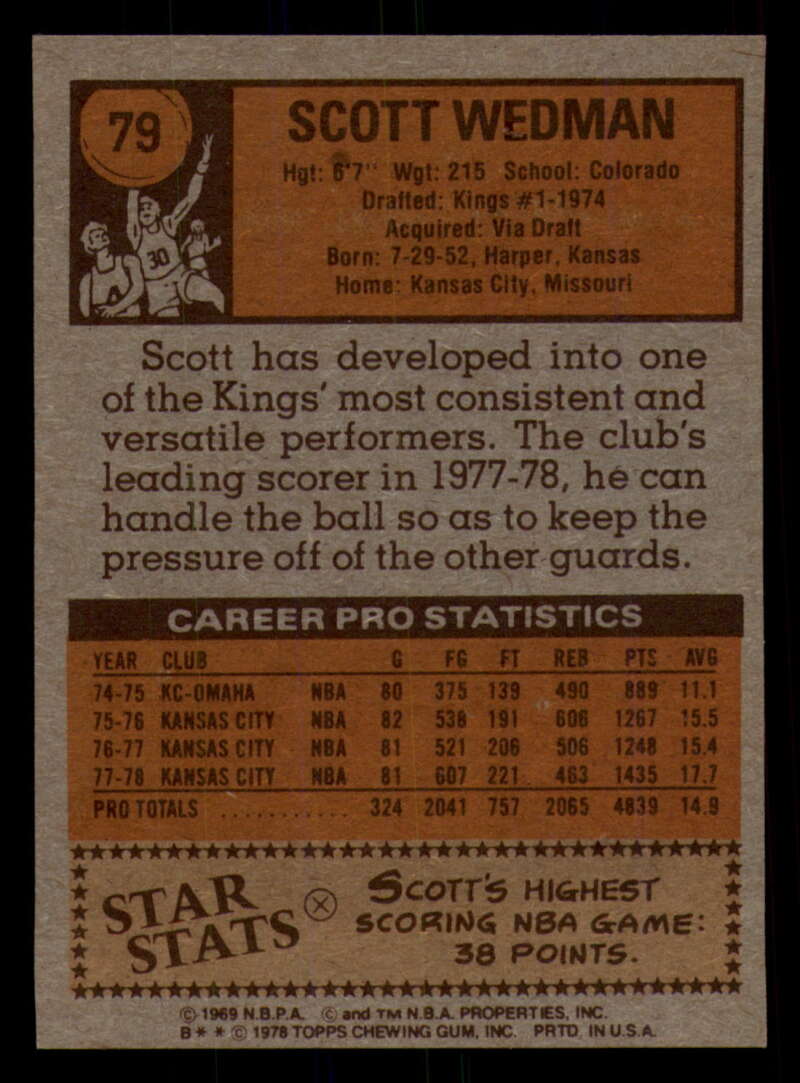 79
SCOTT WEDMAN
Hgt: 6'7" Wgt: 215 School: Colorado
Drafted: Kings #1-1974
Acquired: Via Draft
Born: 7-29-52, Harper, Kansas
Home: Kansas City, Missouri
30
Scott has developed into one
of the Kings' most consistent and
versatile performers. The club's
leading scorer in 1977-78, he can
handle the ball so as to keep the
pressure off of the other guards.
CAREER PRO STATISTICS
YEAR CLUB G FG FT REB PTS AVG
74-75 KC-OMAHA NBA 80 375 139 490 889 11.1
75-76 KANSAS CITY NBA 82 538 191 606 1267 15.5
76-77 KANSAS CITY NBA 81 521 206 506 1248 15.4
77-78 KANSAS CITY NBA 81 607 221 463 1435 17.7
PRO TOTALS ............ 324 2041 757 2065 4839 14.9
STAR
STATS
SCOTT'S HIGHEST
SCORING NBA GAME:
38 POINTS.
© 1969 N.B.P.A. © and TM N.B.A. PROPERTIES, INC.
B * * © 1978 TOPPS CHEWING GUM, INC. PRTD. IN U.S.A.